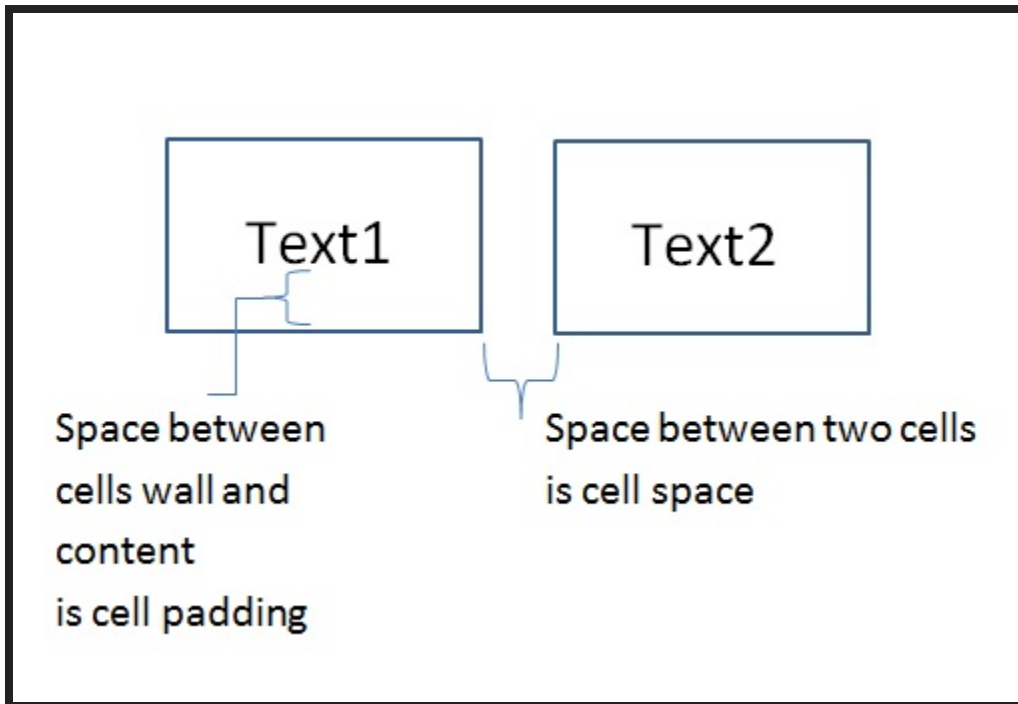 Text1
Text2
Space between
cells wall and
content
is cell padding
Space between two cells
is cell space